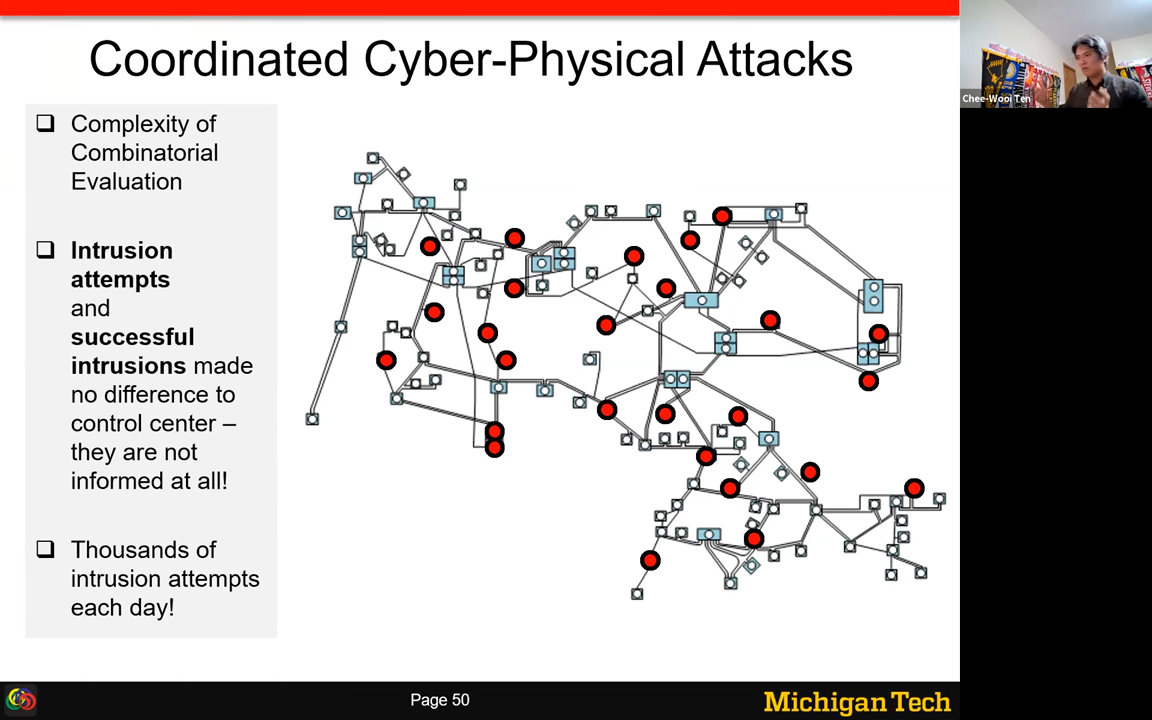 Coordinated Cyber-Physical Attacks
Chee-Wooi Ten
Complexity of
Combinatorial
Evaluation
Intrusion
attempts
and
successful
intrusions made
no difference to
control center –
they are not
informed at all!
Thousands of
intrusion attempts
each day!
Page 50
Michigan Tech